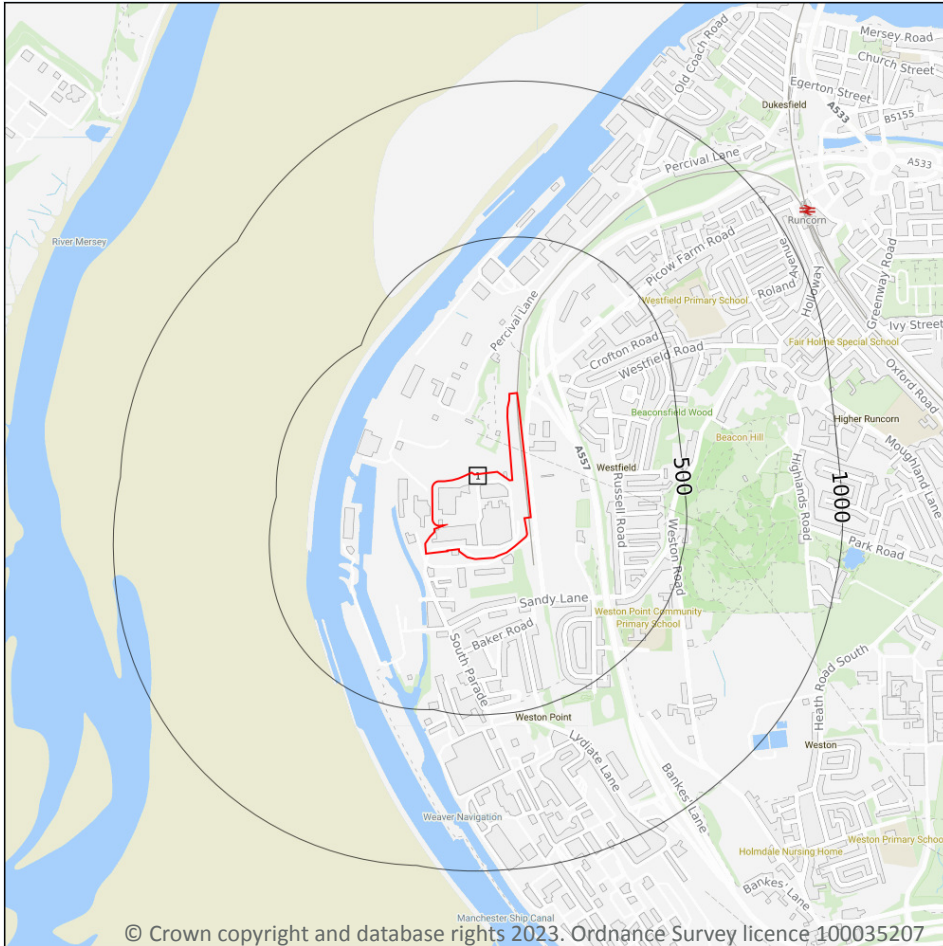 Mersey Road
Church Street
Egerton Street
Old Coach Road
Dukesfield
A533
B5155
Percival Lane
A533
Runcorn
River Mersey
Picow Farm Road
Roland Avenue
Holloway
Greenway Road
Westfield Primary School
Percival Lane
Ivy Street
Crofton Road
Westfield Road
Fair Holme Special School
Oxford Road
Beaconsfield Wood
Higher Runcorn
Beacon Hill
Moughland Lane
A557
Westfield
500
1000
1
Russell Road
Highlands Road
Weston Road
Park Road
Sandy Lane
Weston Point Community
Primary School
Baker Road
South Parade
Heath Road South
Weston Point
Weston
Lydiate Lane
Bankes' Lane
Weaver Navigation
Weston Primary School
Holmdale Nursing Home
Bankes' Lane
Manchester Ship Canal
© Crown copyright and database rights 2023. Ordnance Survey licence 100035207